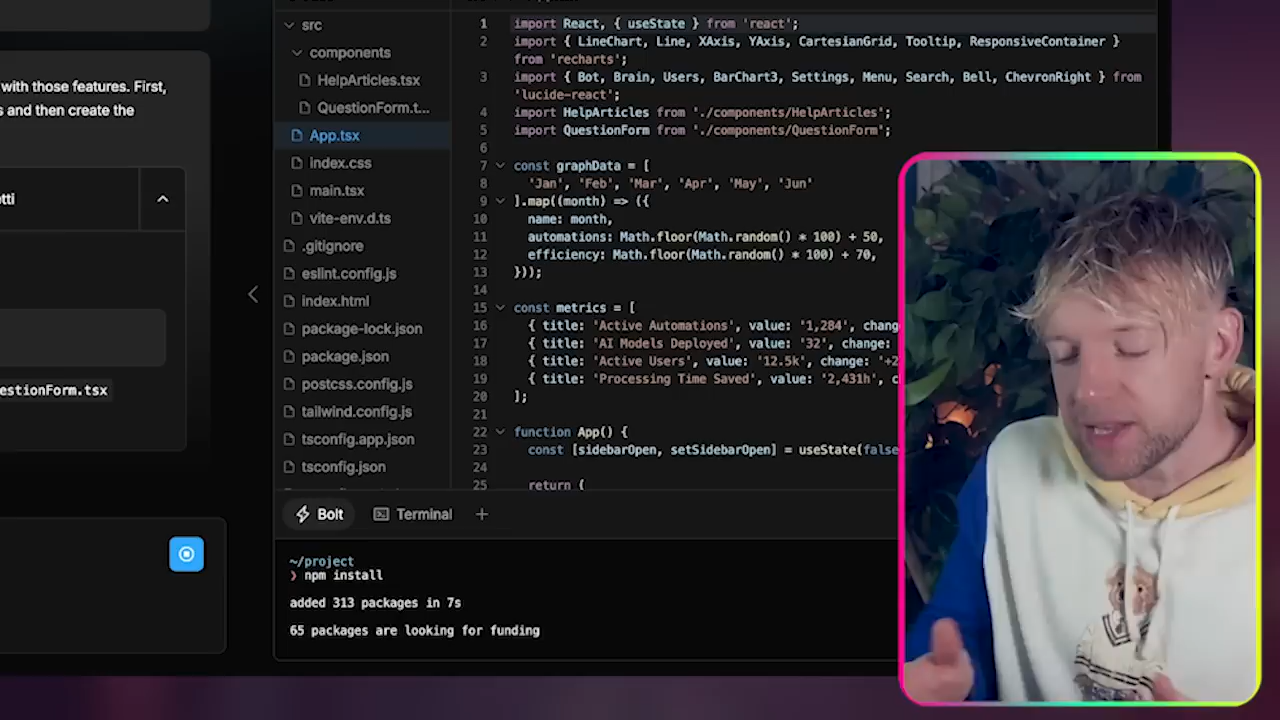 with those features. First,
s and then create the
tti
estionForm.tsx
src
components
HelpArticles.tsx
QuestionForm.t...
App.tsx
index.css
main.tsx
vite-env.d.ts
.gitignore
eslint.config.js
index.html
package-lock.json
package.json
postcss.config.js
tailwind.config.js
tsconfig.app.json
tsconfig.json
1 import React, { useState } from 'react';
2 import { LineChart, Line, XAxis, YAxis, CartesianGrid, Tooltip, ResponsiveContainer }
from 'recharts';
3 import { Bot, Brain, Users, BarChart3, Settings, Menu, Search, Bell, ChevronRight } from
'lucide-react';
4 import HelpArticles from './components/HelpArticles';
5 import QuestionForm from './components/QuestionForm';
6
7 const graphData = [
8 'Jan', 'Feb', 'Mar', 'Apr', 'May', 'Jun'
9 ].map((month) => ({
10 name: month,
11 automations: Math.floor(Math.random() * 100) + 50,
12 efficiency: Math.floor(Math.random() * 100) + 70,
13 }));
14
15 const metrics = [
16 { title: 'Active Automations', value: '1,284', chang
17 { title: 'AI Models Deployed', value: '32', change:
18 { title: 'Active Users', value: '12.5k', change: '+2
19 { title: 'Processing Time Saved', value: '2,431h', c
20 ];
21
22 function App() {
23 const [sidebarOpen, setSidebarOpen] = useState(false
24
25 return (
Bolt Terminal +
~/project
❯ npm install
added 313 packages in 7s
65 packages are looking for funding